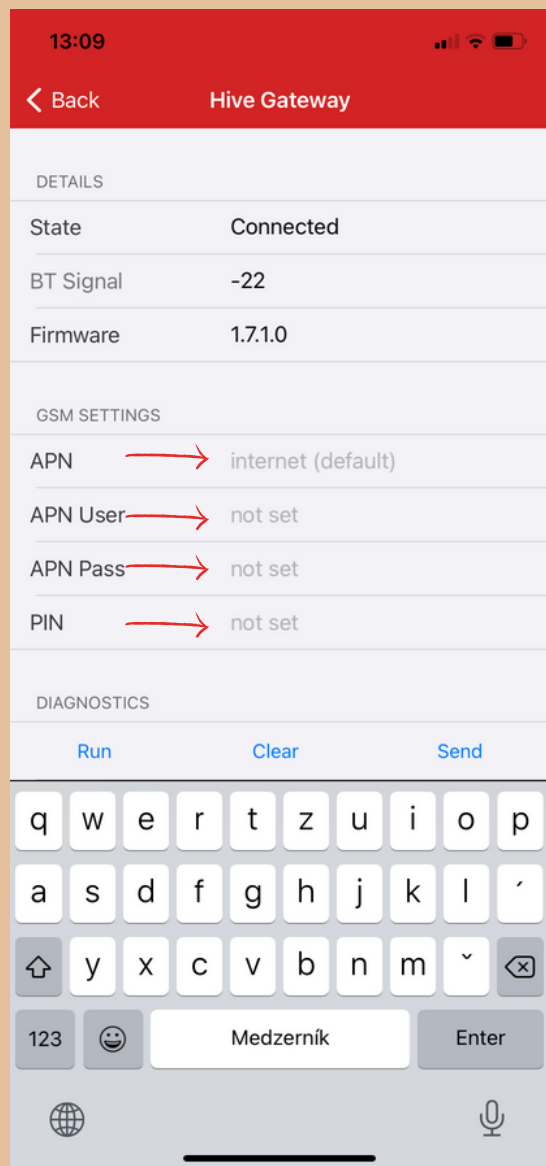 13:09
Back Hive Gateway
DETAILS
State Connected
BT Signal -22
Firmware 1.7.1.0
GSM SETTINGS
APN internet (default)
APN User not set
APN Pass not set
PIN not set
DIAGNOSTICS
Run Clear Send
q w e r t z u i o p
a s d f g h j k l ´
y x c v b n m ˇ
123 Medzerník Enter